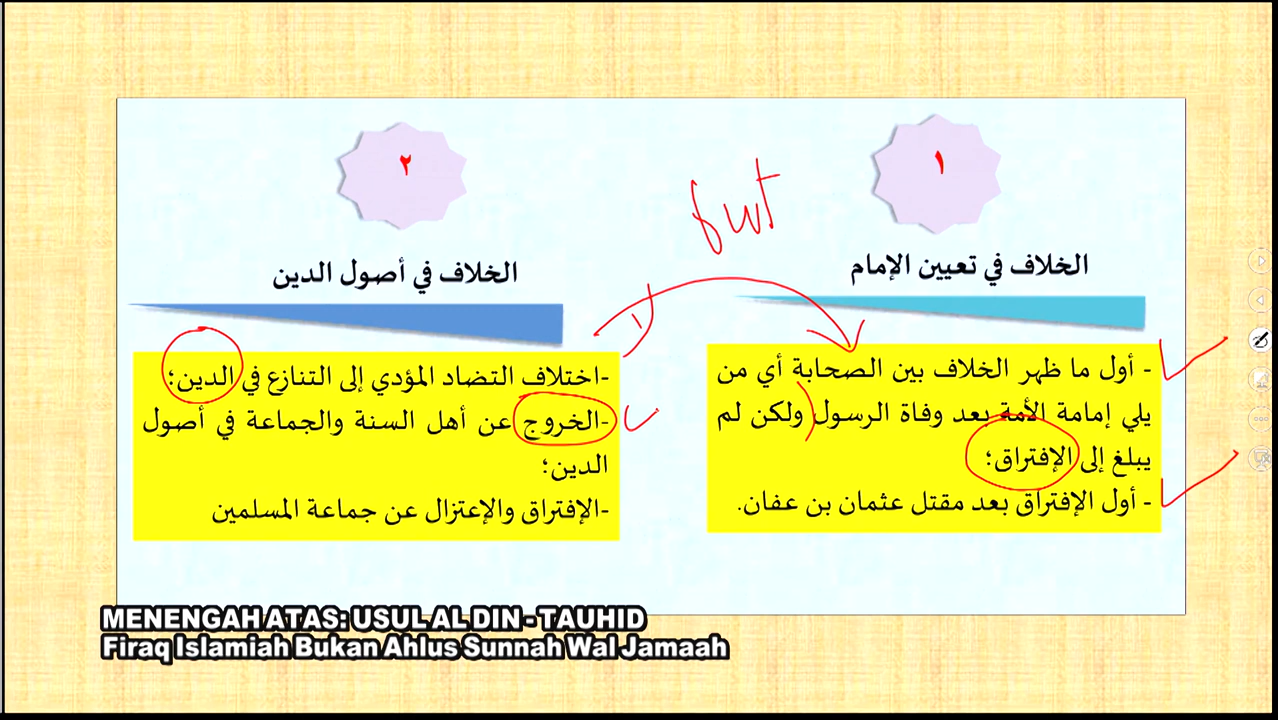 ١
الخلاف في تعيين الإمام
- أول ما ظهر الخلاف بين الصحابة أي من
يلي إمامة الأمة بعد وفاة الرسول ولكن لم
يبلغ إلى الإفتراق؛
- أول الإفتراق بعد مقتل عثمان بن عفان.
٢
الخلاف في أصول الدين
-اختلاف التضاد المؤدي إلى التنازع في الدين؛
-الخروج عن أهل السنة والجماعة في أصول
الدين؛
-الإفتراق والإعتزال عن جماعة المسلمين
MENENGAH ATAS: USUL AL DIN - TAUHID
Firaq Islamiah Bukan Ahlus Sunnah Wal Jamaah